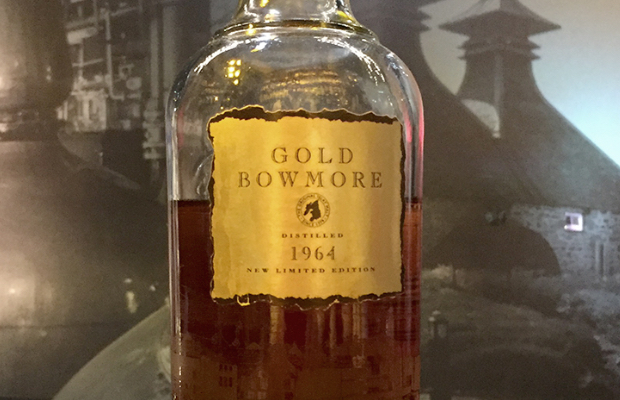 GOLD
BOWMORE
DISTILLED
1964
NEW LIMITED EDITION